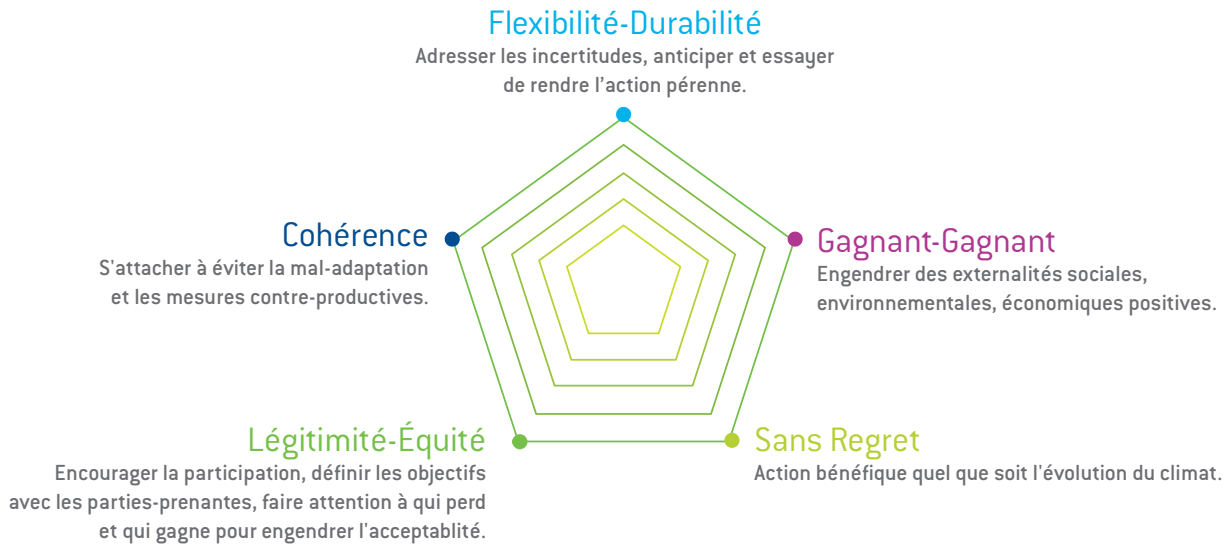 Flexibilité-Durabilité
Adresser les incertitudes, anticiper et essayer
de rendre l’action pérenne.
Cohérence
S'attacher à éviter la mal-adaptation
et les mesures contre-productives.
Gagnant-Gagnant
Engendrer des externalités sociales,
environnementales, économiques positives.
Légitimité-Équité
Encourager la participation, définir les objectifs
avec les parties-prenantes, faire attention à qui perd
et qui gagne pour engendrer l'acceptablité.
Sans Regret
Action bénéfique quel que soit l'évolution du climat.